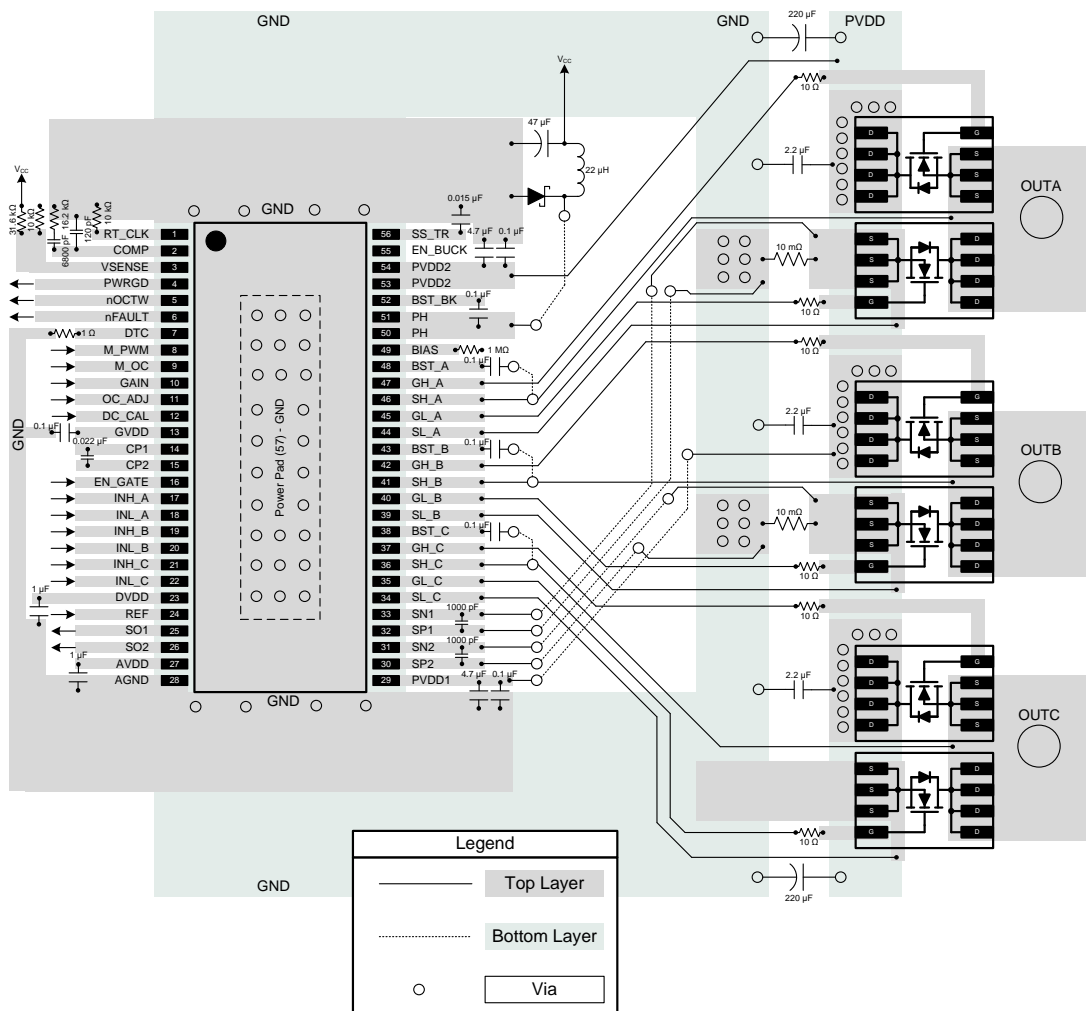 GND
GND
220 µF
PVDD
VCC
10 Ω
47 µF
22 µH
2.2 µF
D
D
D
D
G
S
S
S
OUTA
VCC
31.6 kΩ
10 kΩ
16.2 kΩ
6800 pF
120 pF
10 kΩ
GND
0.015 µF
4.7 µF
0.1 µF
0.1 µF
RT_CLK 1
COMP 2
VSENSE 3
PWRGD 4
nOCTW 5
nFAULT 6
1 Ω
DTC 7
M_PWM 8
M_OC 9
GAIN 10
OC_ADJ 11
DC_CAL 12
GND
0.1 µF
GVDD 13
0.022 µF
CP1 14
CP2 15
EN_GATE 16
INH_A 17
INL_A 18
INH_B 19
INL_B 20
INH_C 21
INL_C 22
1 µF
DVDD 23
REF 24
SO1 25
SO2 26
1 µF
AVDD 27
AGND 28
Power Pad (57) - GND
56 SS_TR
55 EN_BUCK
54 PVDD2
53 PVDD2
52 BST_BK
51 PH
50 PH
49 BIAS
1 MΩ
0.1 µF
48 BST_A
47 GH_A
46 SH_A
45 GL_A
44 SL_A
0.1 µF
43 BST_B
42 GH_B
41 SH_B
40 GL_B
39 SL_B
0.1 µF
38 BST_C
37 GH_C
36 SH_C
35 GL_C
34 SL_C
1000 pF
33 SN1
32 SP1
1000 pF
31 SN2
30 SP2
29 PVDD1
4.7 µF
0.1 µF
GND
10 mΩ
S
S
S
G
D
D
D
D
10 Ω
10 Ω
2.2 µF
D
D
D
D
G
S
S
S
OUTB
10 mΩ
S
S
S
G
D
D
D
D
10 Ω
10 Ω
2.2 µF
D
D
D
D
G
S
S
S
OUTC
S
S
S
G
D
D
D
D
10 Ω
220 µF
GND
GND
Legend
Top Layer
Bottom Layer
Via